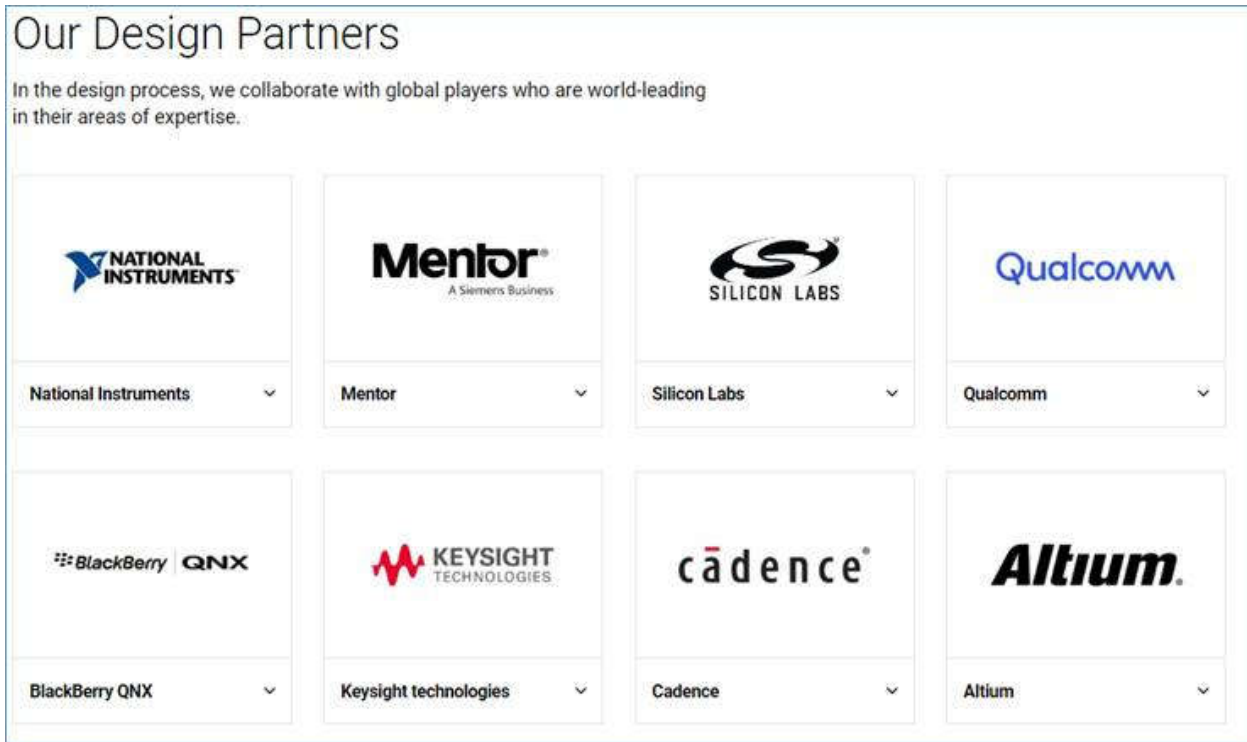 Our Design Partners
In the design process, we collaborate with global players who are world-leading
in their areas of expertise.
NATIONAL
INSTRUMENTS
Mentor®
A Siemens Business
SILICON LABS
Qualcomm
National Instruments
Mentor
Silicon Labs
Qualcomm
BlackBerry QNX
KEYSIGHT
TECHNOLOGIES
cādence®
Altium.
BlackBerry QNX
Keysight technologies
Cadence
Altium